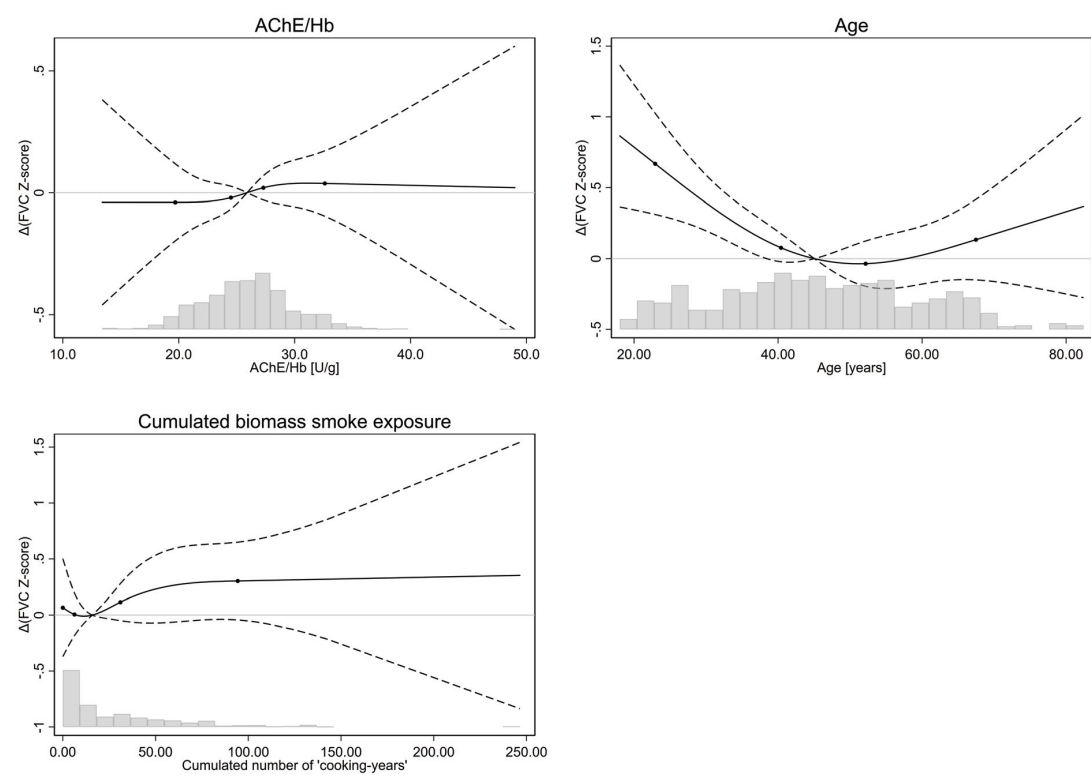 AChE/Hb
Δ(FVC Z-score)
.5
0
-.5
10.0 20.0 30.0 40.0 50.0
AChE/Hb [U/g]
Age
Δ(FVC Z-score)
1.5
1
.5
0
-.5
20.00 40.00 60.00 80.00
Age [years]
Cumulated biomass smoke exposure
Δ(FVC Z-score)
1.5
1
.5
0
-.5
-1
0.00 50.00 100.00 150.00 200.00 250.00
Cumulated number of 'cooking-years'